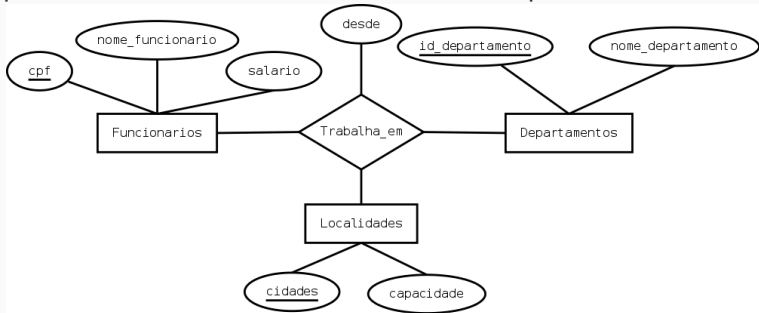 desde
nome_funcionario
id_departamento
nome_departamento
cpf
salario
Funcionarios
Trabalha_em
Departamentos
Localidades
cidades
capacidade